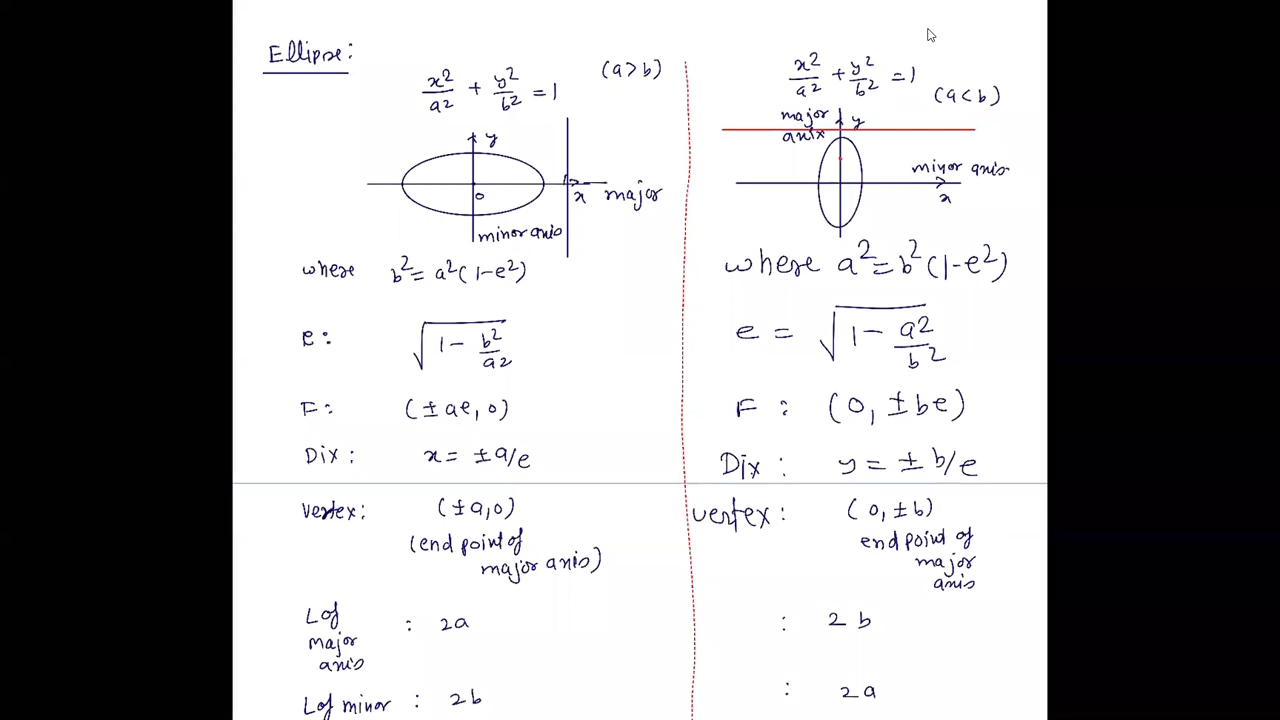 Ellipse:
x²/a² + y²/b² = 1 (a>b)
y
o
x major
minor axis
where b² = a²(1-e²)
e: √(1 - b²/a²)
F: (±ae, 0)
Dix: x = ±a/e
vertex: (±a, 0)
(end point of
major axis)
L of
major : 2a
axis
L of minor : 2b
x²/a² + y²/b² = 1
(a<b)
major
axis
y
minor axis
x
where a² = b²(1-e²)
e = √(1 - a²/b²)
F : (0, ±be)
Dix : y = ±b/e
vertex : (0, ±b)
end point of
major
axis
: 2b
: 2a